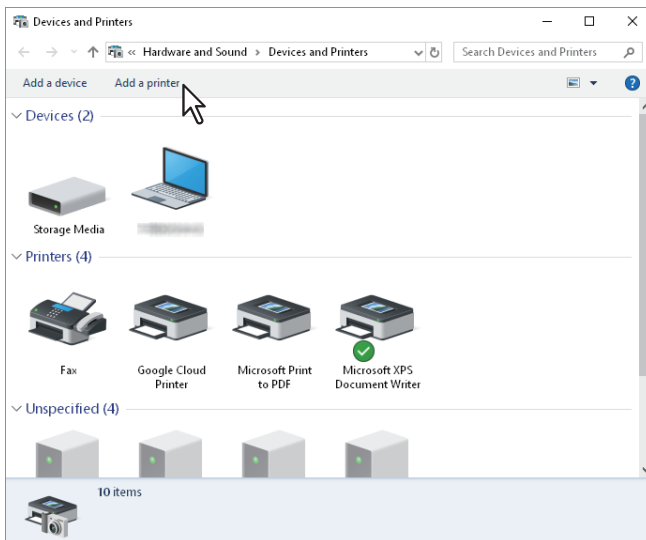 Devices and Printers
« Hardware and Sound > Devices and Printers
Search Devices and Printers
Add a device Add a printer
Devices (2)
Storage Media
Printers (4)
Fax
Google Cloud Printer
Microsoft Print to PDF
Microsoft XPS Document Writer
Unspecified (4)
10 items